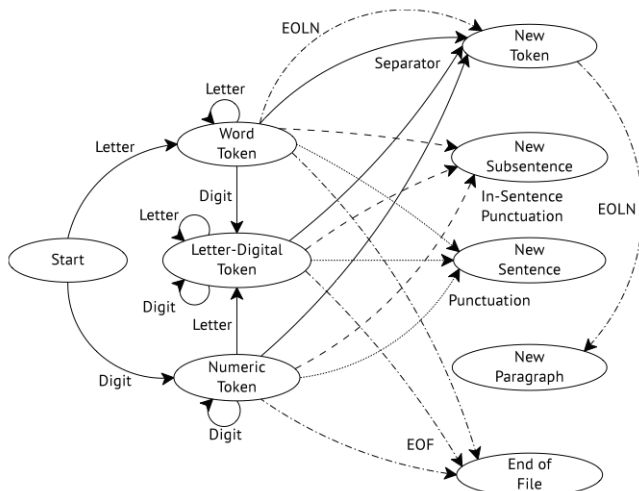 EOLN
New
Token
Separator
Letter
Word
Token
Letter
New
Subsentence
Digit
In-Sentence
Punctuation
Letter
EOLN
Start
Letter-Digital
Token
New
Sentence
Digit
Punctuation
Letter
Numeric
Token
New
Paragraph
Digit
Digit
EOF
End of
File